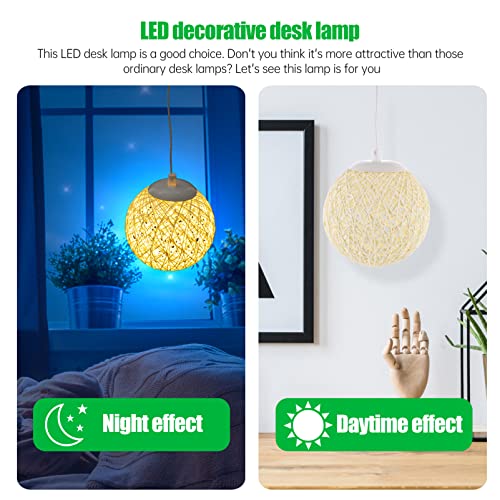 LED decorative desk lamp
This LED desk lamp is a good choice. Don't you think it's more attractive than those
ordinary desk lamps? Let's see this lamp is for you
Night effect
Daytime effect